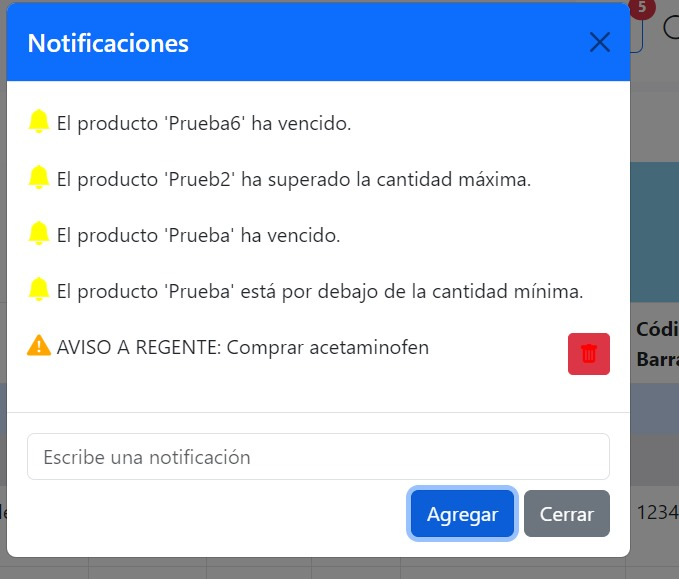 5
Notificaciones
El producto 'Prueba6' ha vencido.
El producto 'Prueb2' ha superado la cantidad máxima.
El producto 'Prueba' ha vencido.
El producto 'Prueba' está por debajo de la cantidad mínima.
AVISO A REGENTE: Comprar acetaminofen
Códi
Barra
Escribe una notificación
Agregar
Cerrar
1234